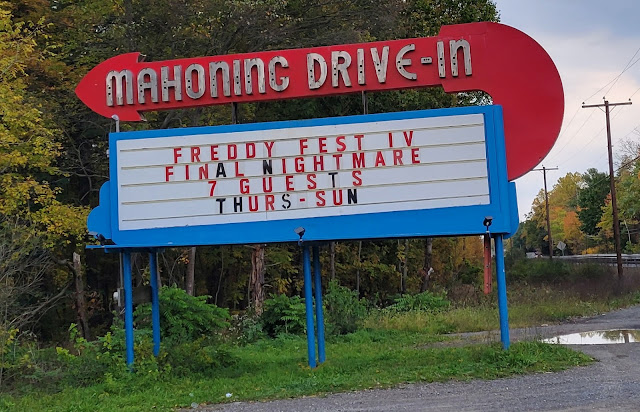 MAHONING DRIVE-IN
FREDDY FEST IV
FINAL NIGHTMARE
7 GUESTS
THURS-SUN